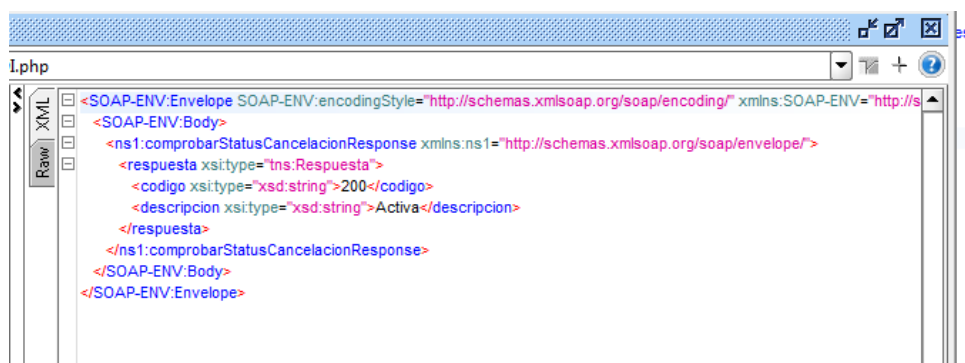 I.php
XML
Raw
<SOAP-ENV:Envelope SOAP-ENV:encodingStyle="http://schemas.xmlsoap.org/soap/encoding/" xmlns:SOAP-ENV="http://s
<SOAP-ENV:Body>
<ns1:comprobarStatusCancelacionResponse xmlns:ns1="http://schemas.xmlsoap.org/soap/envelope/">
<respuesta xsi:type="tns:Respuesta">
<codigo xsi:type="xsd:string">200</codigo>
<descripcion xsi:type="xsd:string">Activa</descripcion>
</respuesta>
</ns1:comprobarStatusCancelacionResponse>
</SOAP-ENV:Body>
</SOAP-ENV:Envelope>